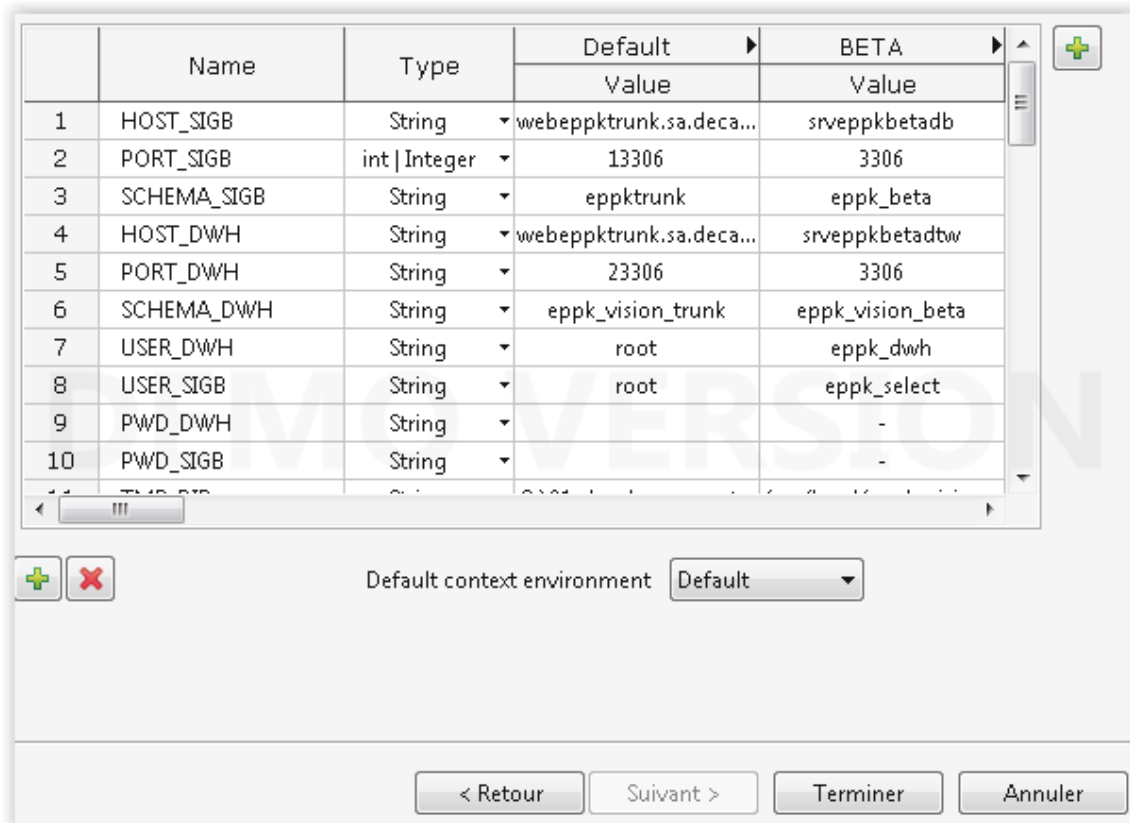 Name Type Default BETA
Value Value
1 HOST_SIGB String webeppktrunk.sa.deca... srveppkbetadb
2 PORT_SIGB int | Integer 13306 3306
3 SCHEMA_SIGB String eppktrunk eppk_beta
4 HOST_DWH String webeppktrunk.sa.deca... srveppkbetadtw
5 PORT_DWH String 23306 3306
6 SCHEMA_DWH String eppk_vision_trunk eppk_vision_beta
7 USER_DWH String root eppk_dwh
8 USER_SIGB String root eppk_select
DEMO VERSION
9 PWD_DWH String -
10 PWD_SIGB String -
Default context environment Default
< Retour Suivant > Terminer Annuler